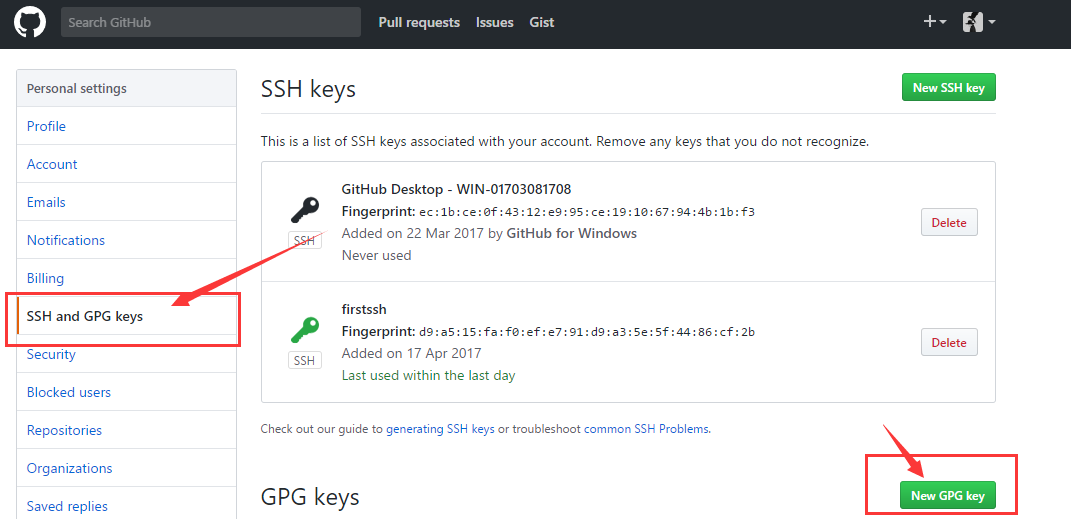 Search GitHub
Pull requests
Issues
Gist
Personal settings
Profile
Account
Emails
Notifications
Billing
SSH and GPG keys
Security
Blocked users
Repositories
Organizations
Saved replies
SSH keys
New SSH key
This is a list of SSH keys associated with your account. Remove any keys that you do not recognize.
GitHub Desktop - WIN-01703081708
Fingerprint: ec:1b:ce:0f:43:12:e9:95:ce:19:10:67:94:4b:1b:f3
Added on 22 Mar 2017 by GitHub for Windows
Never used
SSH
Delete
firstssh
Fingerprint: d9:a5:15:fa:f0:ef:e7:91:d9:a3:5e:5f:44:86:cf:2b
Added on 17 Apr 2017
Last used within the last day
SSH
Delete
Check out our guide to generating SSH keys or troubleshoot common SSH Problems.
GPG keys
New GPG key